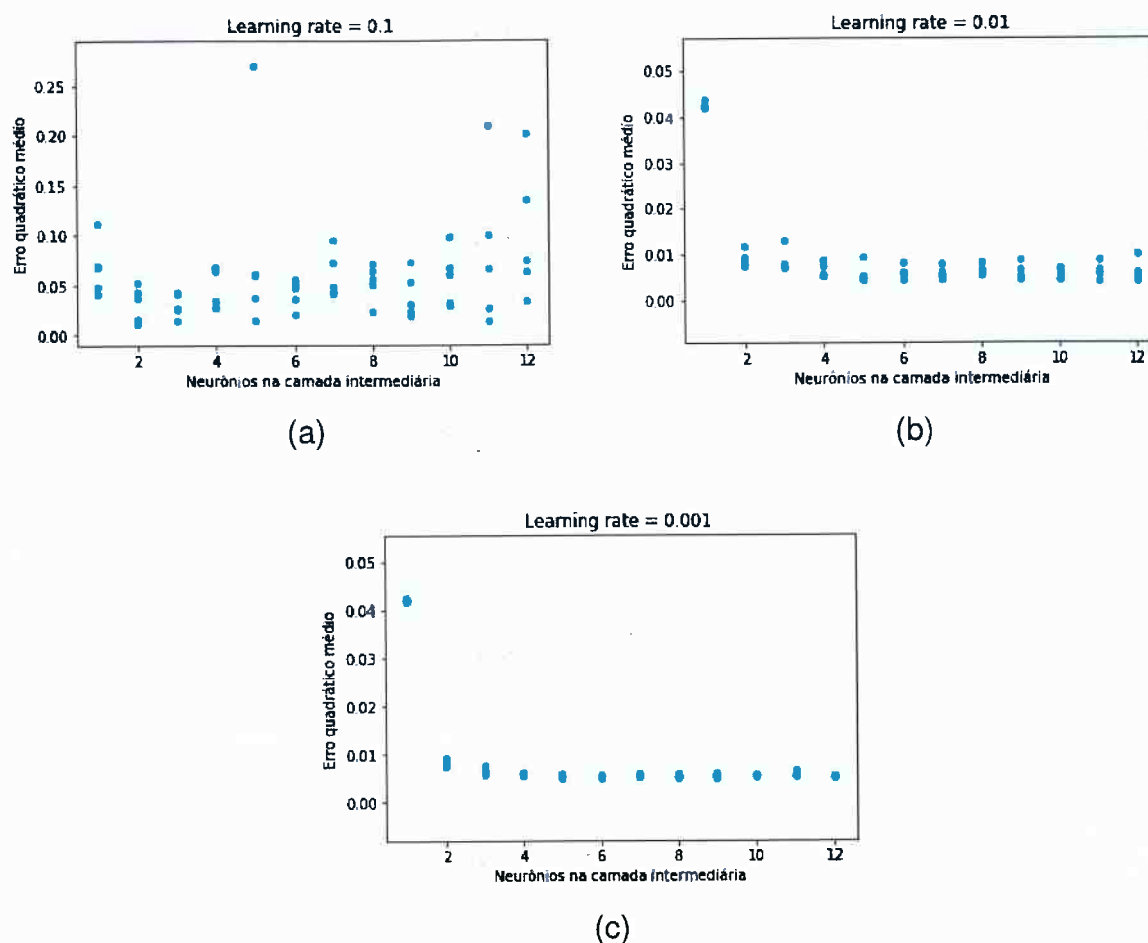 Learning rate = 0.1
Erro quadrático médio
0.25
0.20
0.15
0.10
0.05
0.00
2 4 6 8 10 12
Neurônios na camada intermediária
(a)
Learning rate = 0.01
Erro quadrático médio
0.05
0.04
0.03
0.02
0.01
0.00
2 4 6 8 10 12
Neurônios na camada intermediária
(b)
Learning rate = 0.001
Erro quadrático médio
0.05
0.04
0.03
0.02
0.01
0.00
2 4 6 8 10 12
Neurônios na camada intermediária
(c)